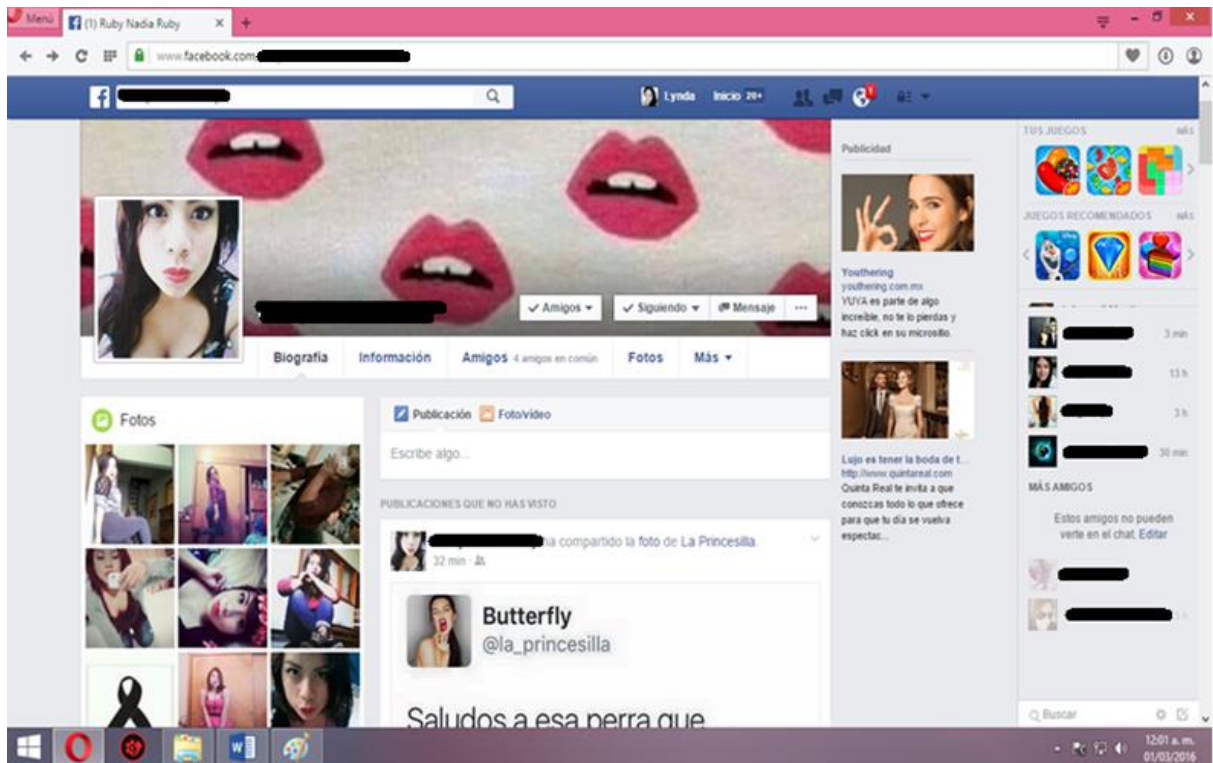 Menú
(1) Ruby Nadia Ruby
www.facebook.com
Lynda
Inicio 20+
1
Amigos
Siguiendo
Mensaje
...
Biografía
Información
Amigos 4 amigos en común
Fotos
Más
Fotos
Publicación
Foto/vídeo
Escribe algo...
PUBLICACIONES QUE NO HAS VISTO
ha compartido la foto de La Princesilla.
32 min
Butterfly
@la_princesilla
Saludos a esa perra que
Publicidad
Youthering
youthering.com.mx
YUYA es parte de algo
increíble, no te lo pierdas y
haz click en su micrositio.
Lujo es tener la boda de t...
http://www.quintareal.com
Quinta Real te invita a que
conozcas todo lo que ofrece
para que tu día se vuelva
espectac...
TUS JUEGOS
MÁS
JUEGOS RECOMENDADOS
MÁS
3 min
13 h
3 h
30 min
MÁS AMIGOS
Estos amigos no pueden
verte en el chat. Editar
Buscar
12:01 a. m.
01/03/2016